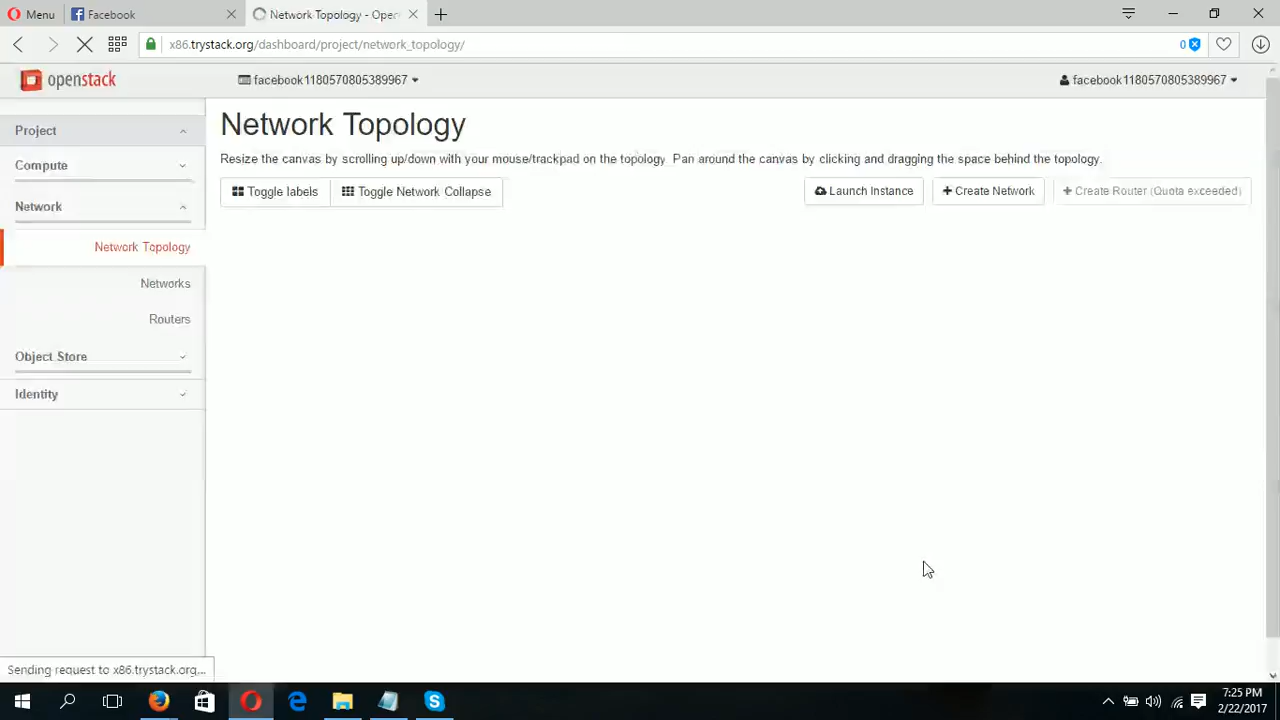 Menu
Facebook
Network Topology - Open
x86.trystack.org/dashboard/project/network_topology/
0
openstack
facebook1180570805389967
facebook1180570805389967
Project
Compute
Network
Network Topology
Networks
Routers
Object Store
Identity
Network Topology
Resize the canvas by scrolling up/down with your mouse/trackpad on the topology. Pan around the canvas by clicking and dragging the space behind the topology.
Toggle labels
Toggle Network Collapse
Launch Instance
+ Create Network
+ Create Router (Quota exceeded)
Sending request to x86.trystack.org...
7:25 PM
2/22/2017